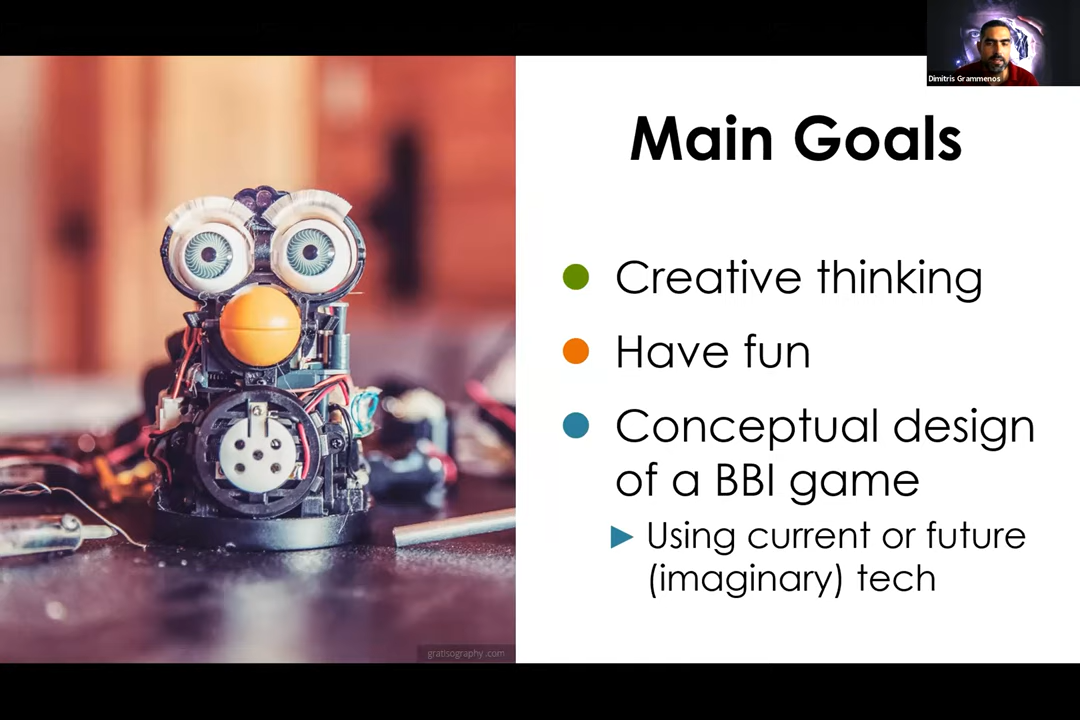 Dimitris Grammenos
Main Goals
Creative thinking
Have fun
Conceptual design
of a BBI game
Using current or future
(imaginary) tech
gratisography.com